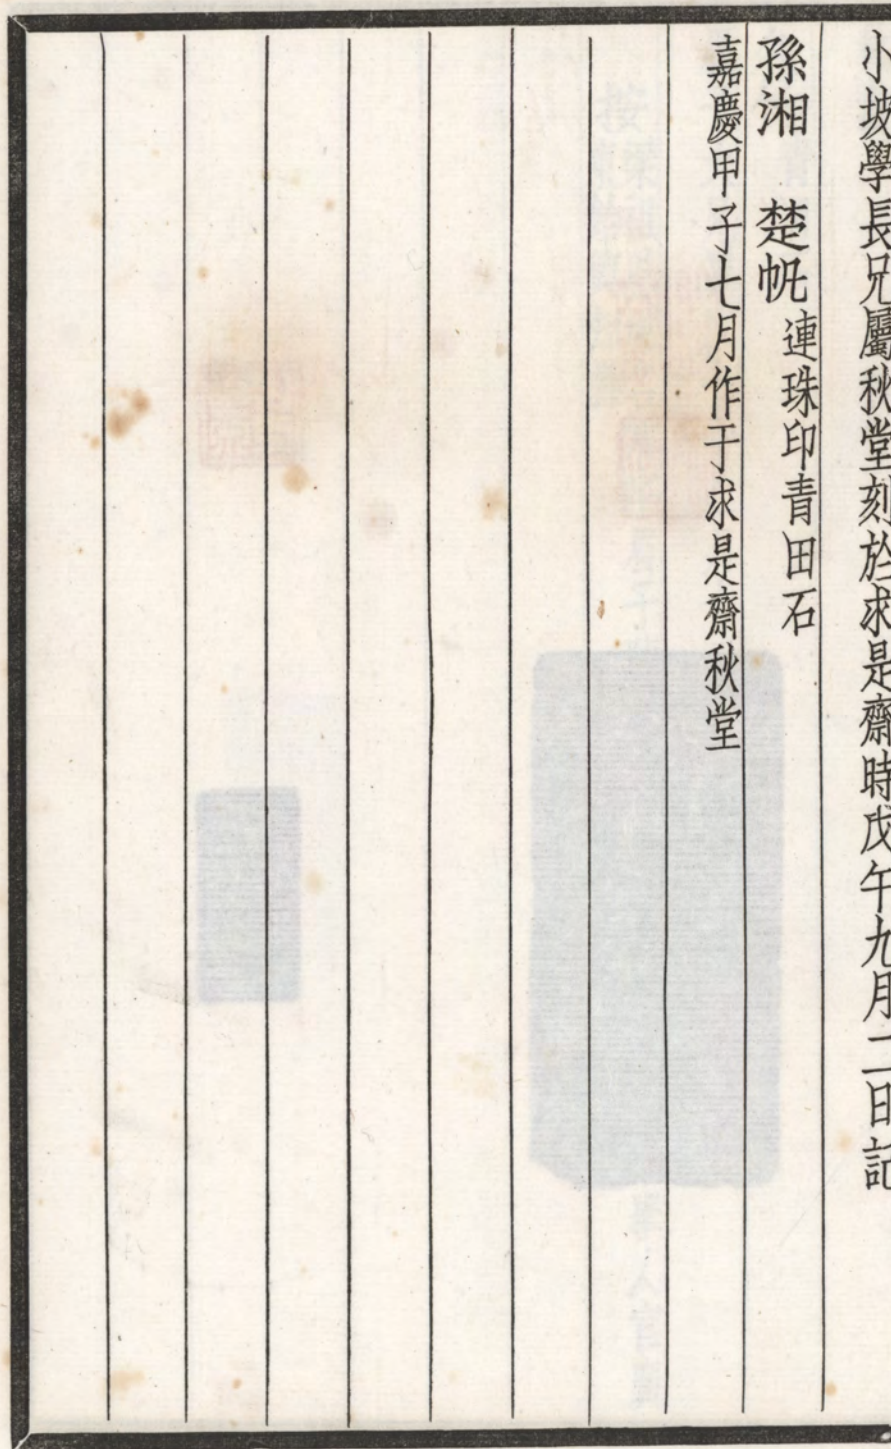 小坡學長兄屬秋堂刻於求是齋時戊午九月二日記
孫湘　楚帆　連珠印青田石
嘉慶甲子七月作于求是齋秋堂